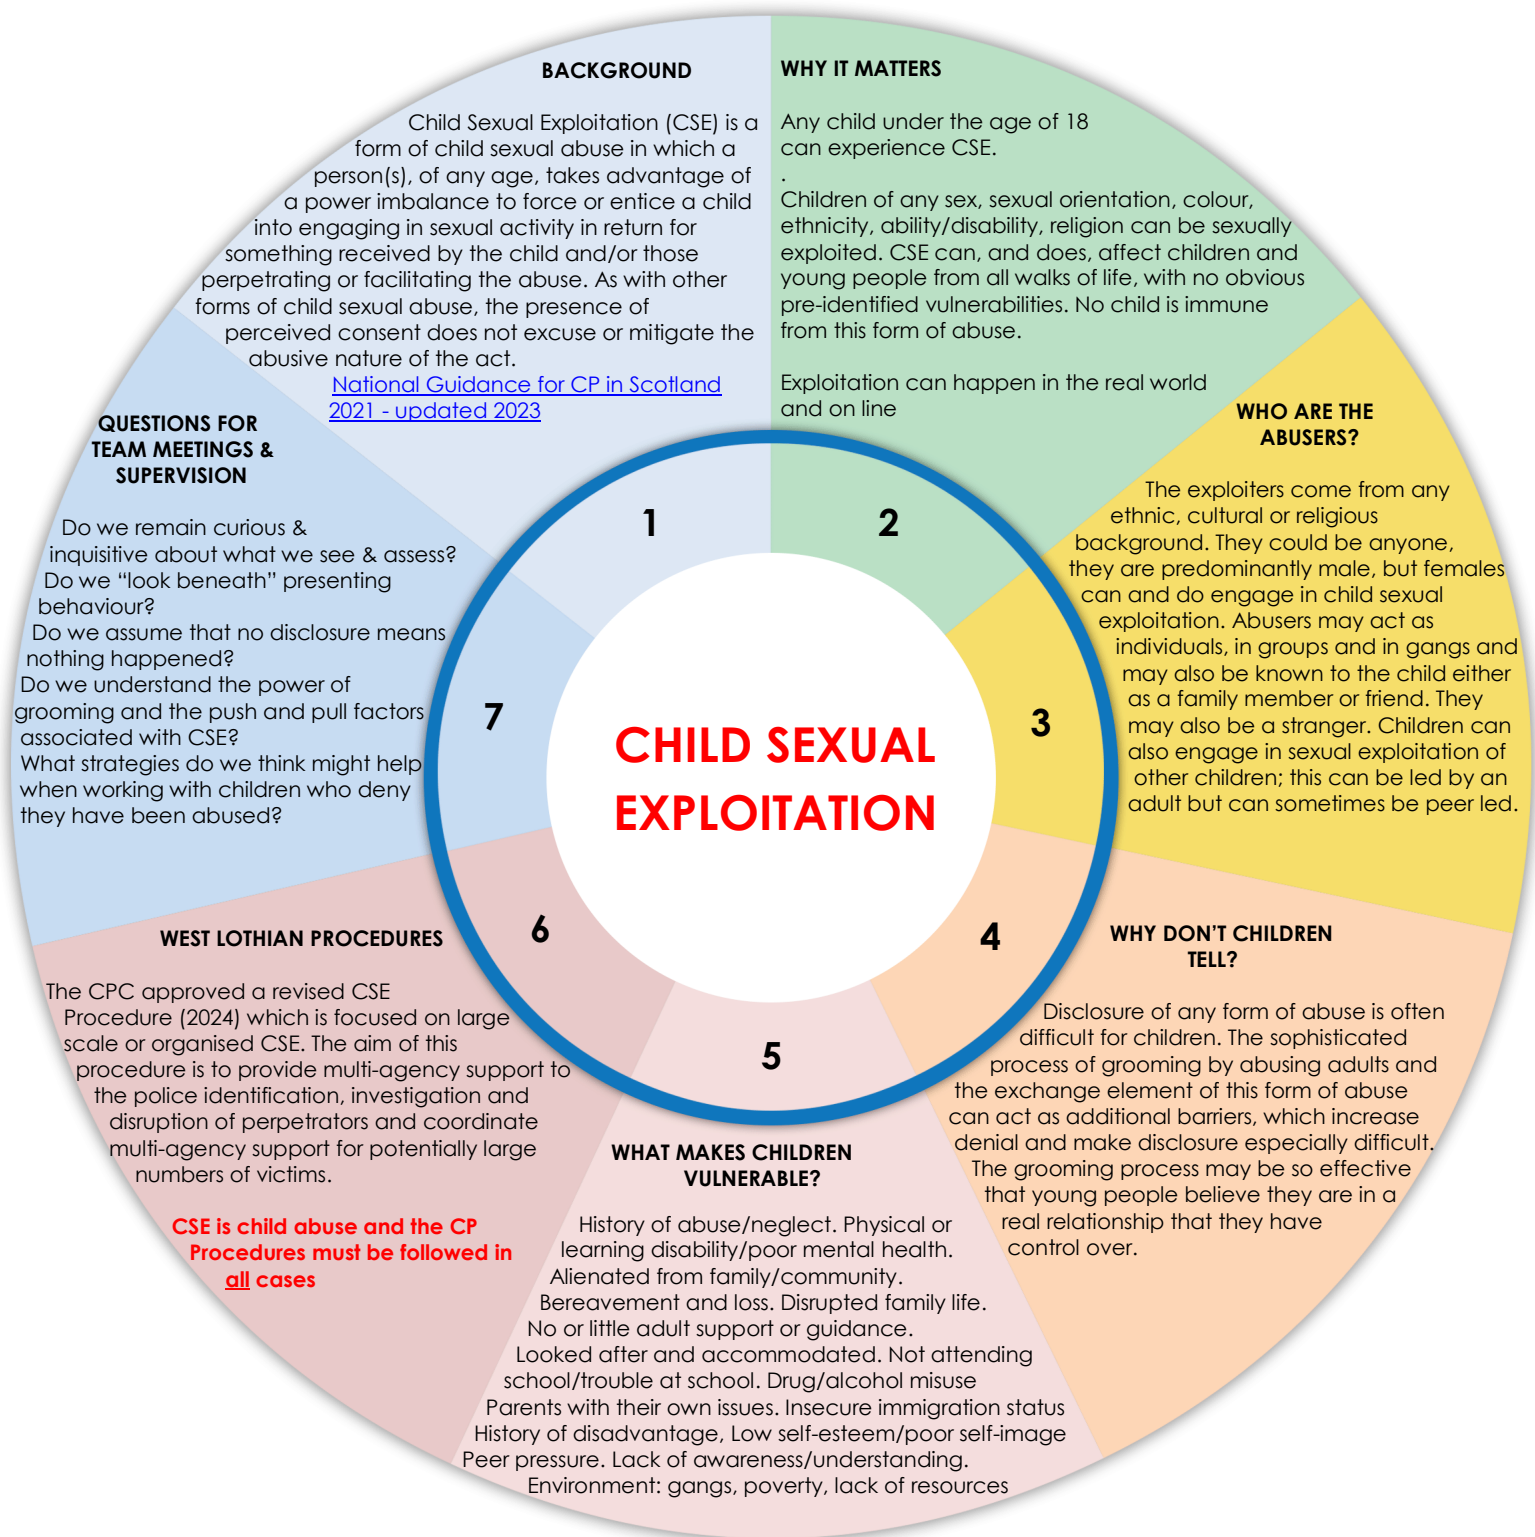 BACKGROUND
Child Sexual Exploitation (CSE) is a
form of child sexual abuse in which a
person(s), of any age, takes advantage of
a power imbalance to force or entice a child
into engaging in sexual activity in return for
something received by the child and/or those
perpetrating or facilitating the abuse. As with other
forms of child sexual abuse, the presence of
perceived consent does not excuse or mitigate the
abusive nature of the act.
National Guidance for CP in Scotland
2021 - updated 2023
WHY IT MATTERS
Any child under the age of 18
can experience CSE.
.
Children of any sex, sexual orientation, colour,
ethnicity, ability/disability, religion can be sexually
exploited. CSE can, and does, affect children and
young people from all walks of life, with no obvious
pre-identified vulnerabilities. No child is immune
from this form of abuse.
Exploitation can happen in the real world
and on line
WHO ARE THE
ABUSERS?
The exploiters come from any
ethnic, cultural or religious
background. They could be anyone,
they are predominantly male, but females
can and do engage in child sexual
exploitation. Abusers may act as
individuals, in groups and in gangs and
may also be known to the child either
as a family member or friend. They
may also be a stranger. Children can
also engage in sexual exploitation of
other children; this can be led by an
adult but can sometimes be peer led.
WHY DON'T CHILDREN
TELL?
Disclosure of any form of abuse is often
difficult for children. The sophisticated
process of grooming by abusing adults and
the exchange element of this form of abuse
can act as additional barriers, which increase
denial and make disclosure especially difficult.
The grooming process may be so effective
that young people believe they are in a
real relationship that they have
control over.
WHAT MAKES CHILDREN
VULNERABLE?
History of abuse/neglect. Physical or
learning disability/poor mental health.
Alienated from family/community.
Bereavement and loss. Disrupted family life.
No or little adult support or guidance.
Looked after and accommodated. Not attending
school/trouble at school. Drug/alcohol misuse
Parents with their own issues. Insecure immigration status
History of disadvantage, Low self-esteem/poor self-image
Peer pressure. Lack of awareness/understanding.
Environment: gangs, poverty, lack of resources
WEST LOTHIAN PROCEDURES
The CPC approved a revised CSE
Procedure (2024) which is focused on large
scale or organised CSE. The aim of this
procedure is to provide multi-agency support to
the police identification, investigation and
disruption of perpetrators and coordinate
multi-agency support for potentially large
numbers of victims.
CSE is child abuse and the CP
Procedures must be followed in
all cases
QUESTIONS FOR
TEAM MEETINGS &
SUPERVISION
Do we remain curious &
inquisitive about what we see & assess?
Do we “look beneath” presenting
behaviour?
Do we assume that no disclosure means
nothing happened?
Do we understand the power of
grooming and the push and pull factors
associated with CSE?
What strategies do we think might help
when working with children who deny
they have been abused?
1
2
3
4
5
6
7
CHILD SEXUAL
EXPLOITATION